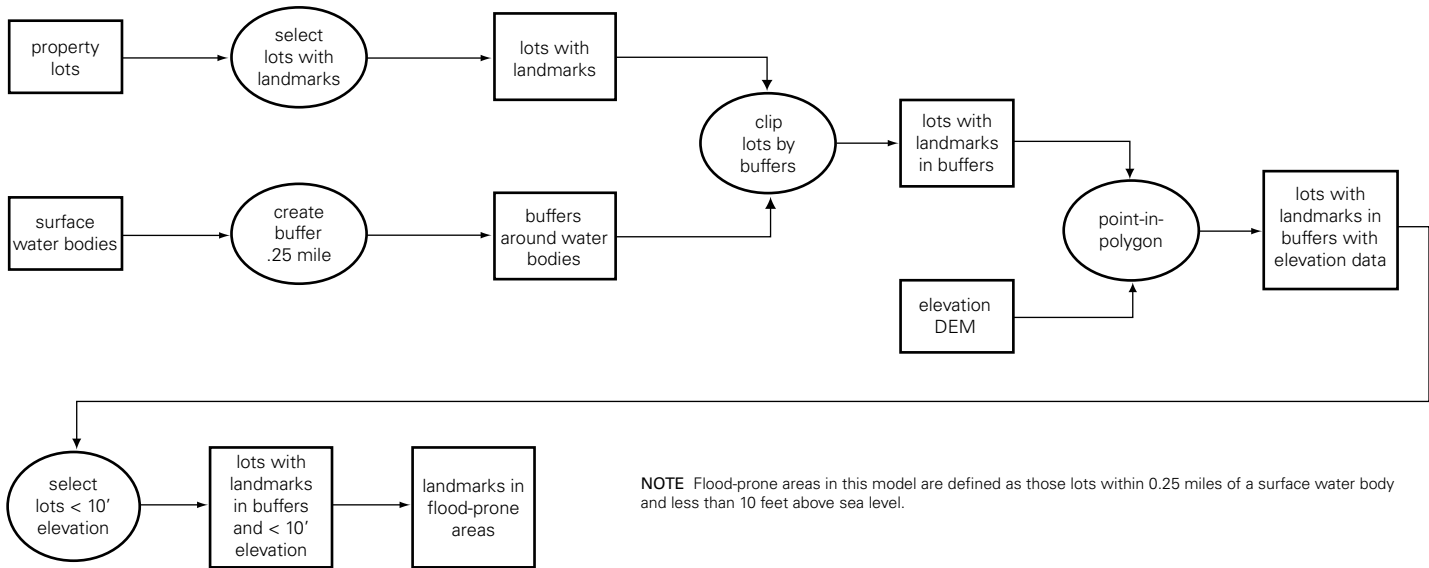 property
lots
select
lots with
landmarks
lots with
landmarks
clip
lots by
buffers
lots with
landmarks
in buffers
surface
water bodies
create
buffer
.25 mile
buffers
around water
bodies
point-in-
polygon
lots with
landmarks in
buffers with
elevation data
elevation
DEM
select
lots < 10'
elevation
lots with
landmarks
in buffers
and < 10'
elevation
landmarks in
flood-prone
areas
NOTE Flood-prone areas in this model are defined as those lots within 0.25 miles of a surface water body
and less than 10 feet above sea level.